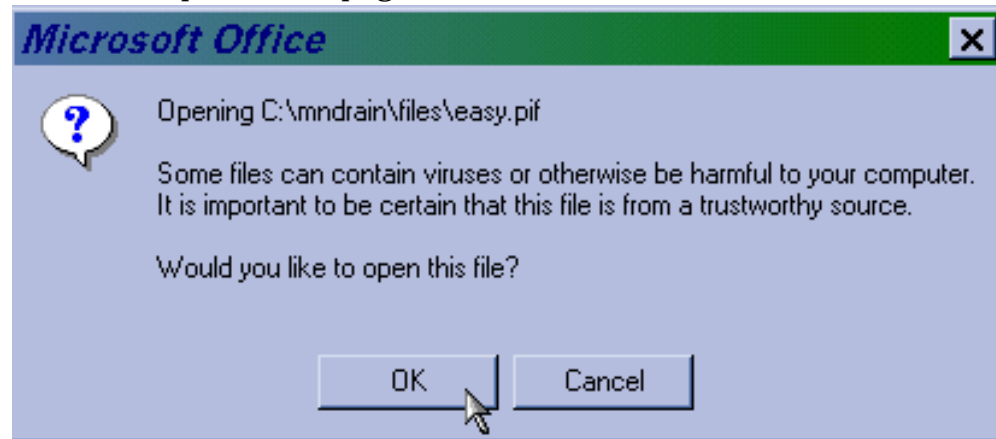 Microsoft Office
Opening C:\mndrain\files\easy.pif
Some files can contain viruses or otherwise be harmful to your computer.
It is important to be certain that this file is from a trustworthy source.
Would you like to open this file?
OK Cancel